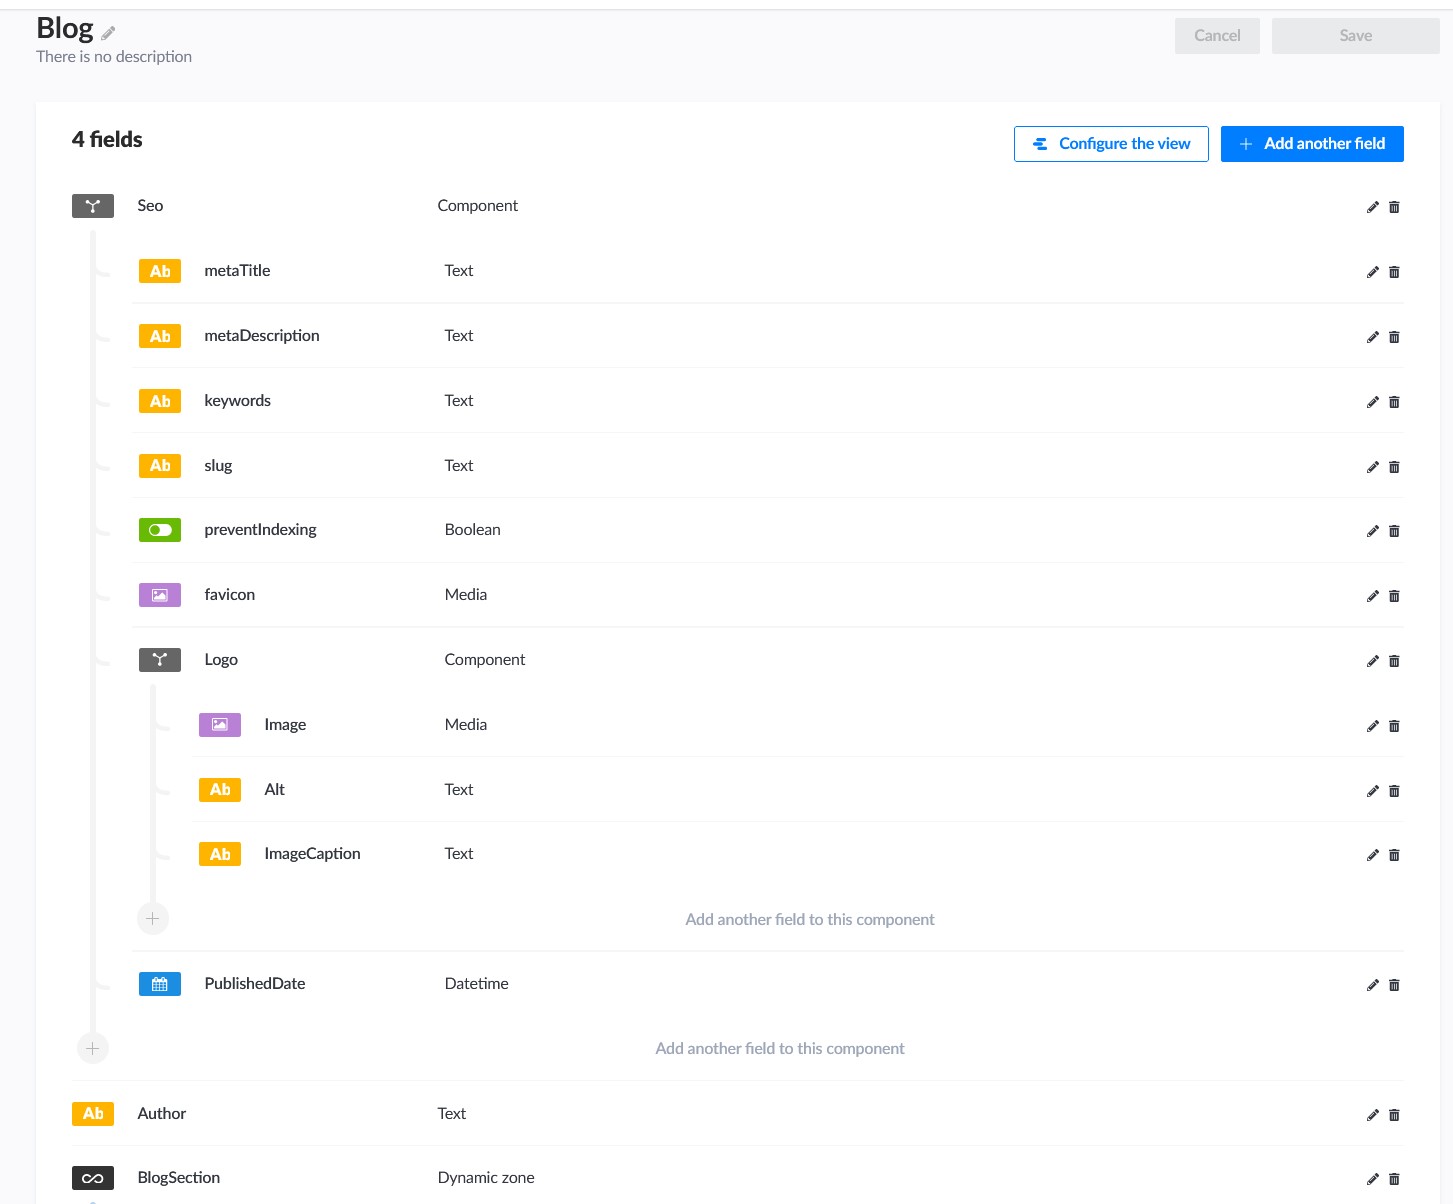 Blog
Cancel
Save
There is no description
4 fields
Configure the view
+ Add another field
Seo Component
Ab metaTitle Text
Ab metaDescription Text
Ab keywords Text
Ab slug Text
preventIndexing Boolean
favicon Media
Logo Component
Image Media
Ab Alt Text
Ab ImageCaption Text
+ Add another field to this component
PublishedDate Datetime
+ Add another field to this component
Ab Author Text
BlogSection Dynamic zone